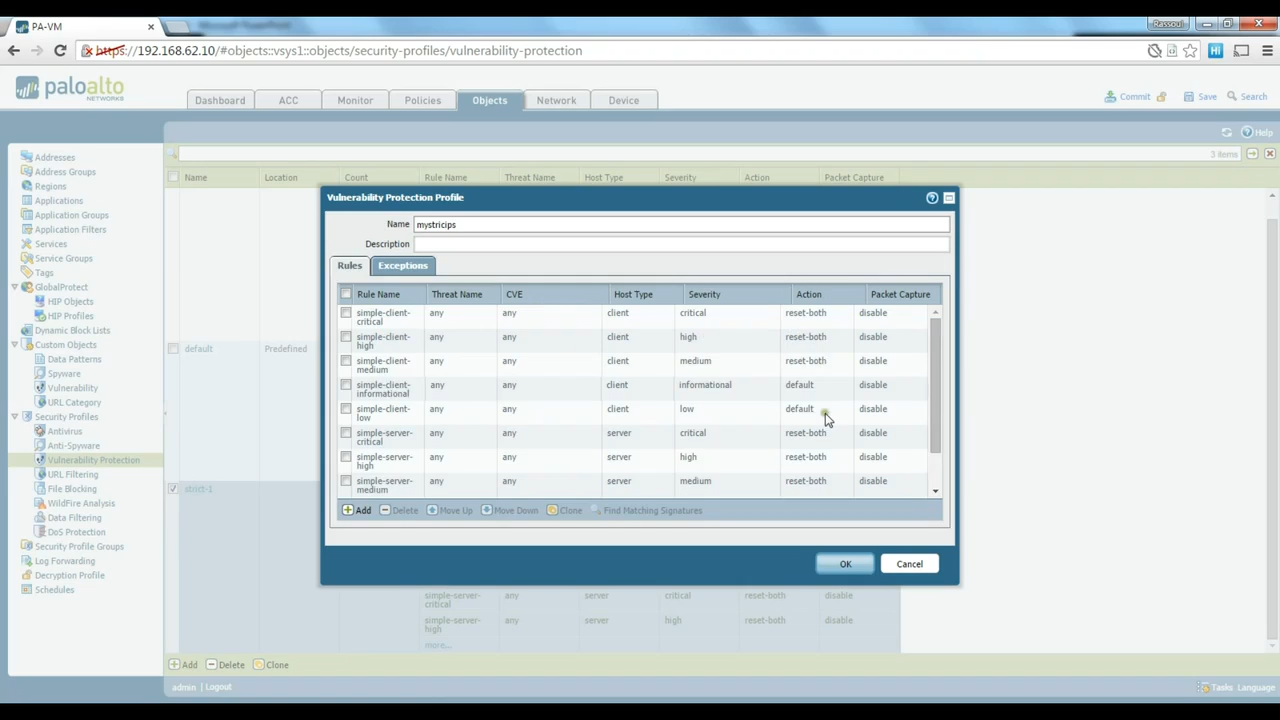 PA-VM
Microsoft PowerPoint
Rassoul
https://192.168.62.10/#objects::vsys1::objects/security-profiles/vulnerability-protection
paloalto
NETWORKS
Dashboard
ACC
Monitor
Policies
Objects
Network
Device
Commit
Save
Search
Help
3 items
Addresses
Address Groups
Regions
Applications
Application Groups
Application Filters
Services
Service Groups
Tags
GlobalProtect
HIP Objects
HIP Profiles
Dynamic Block Lists
Custom Objects
Data Patterns
Spyware
Vulnerability
URL Category
Security Profiles
Antivirus
Anti-Spyware
Vulnerability Protection
URL Filtering
File Blocking
WildFire Analysis
Data Filtering
DoS Protection
Security Profile Groups
Log Forwarding
Decryption Profile
Schedules
Name Location Count Rule Name Threat Name Host Type Severity Action Packet Capture
default Predefined
strict-1
Vulnerability Protection Profile
Name mystricips
Description
Rules Exceptions
Rule Name Threat Name CVE Host Type Severity Action Packet Capture
simple-client-critical any any client critical reset-both disable
simple-client-high any any client high reset-both disable
simple-client-medium any any client medium reset-both disable
simple-client-informational any any client informational default disable
simple-client-low any any client low default disable
simple-server-critical any any server critical reset-both disable
simple-server-high any any server high reset-both disable
simple-server-medium any any server medium reset-both disable
Add Delete Move Up Move Down Clone Find Matching Signatures
OK Cancel
simple-server-critical any server critical reset-both disable
simple-server-high any server high reset-both disable
more...
Add Delete Clone
admin | Logout
Tasks Language